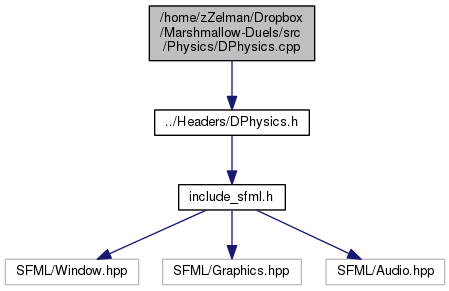 /home/zZelman/Dropbox
/Marshmallow-Duels/src
/Physics/DPhysics.cpp
../Headers/DPhysics.h
include_sfml.h
SFML/Window.hpp
SFML/Graphics.hpp
SFML/Audio.hpp